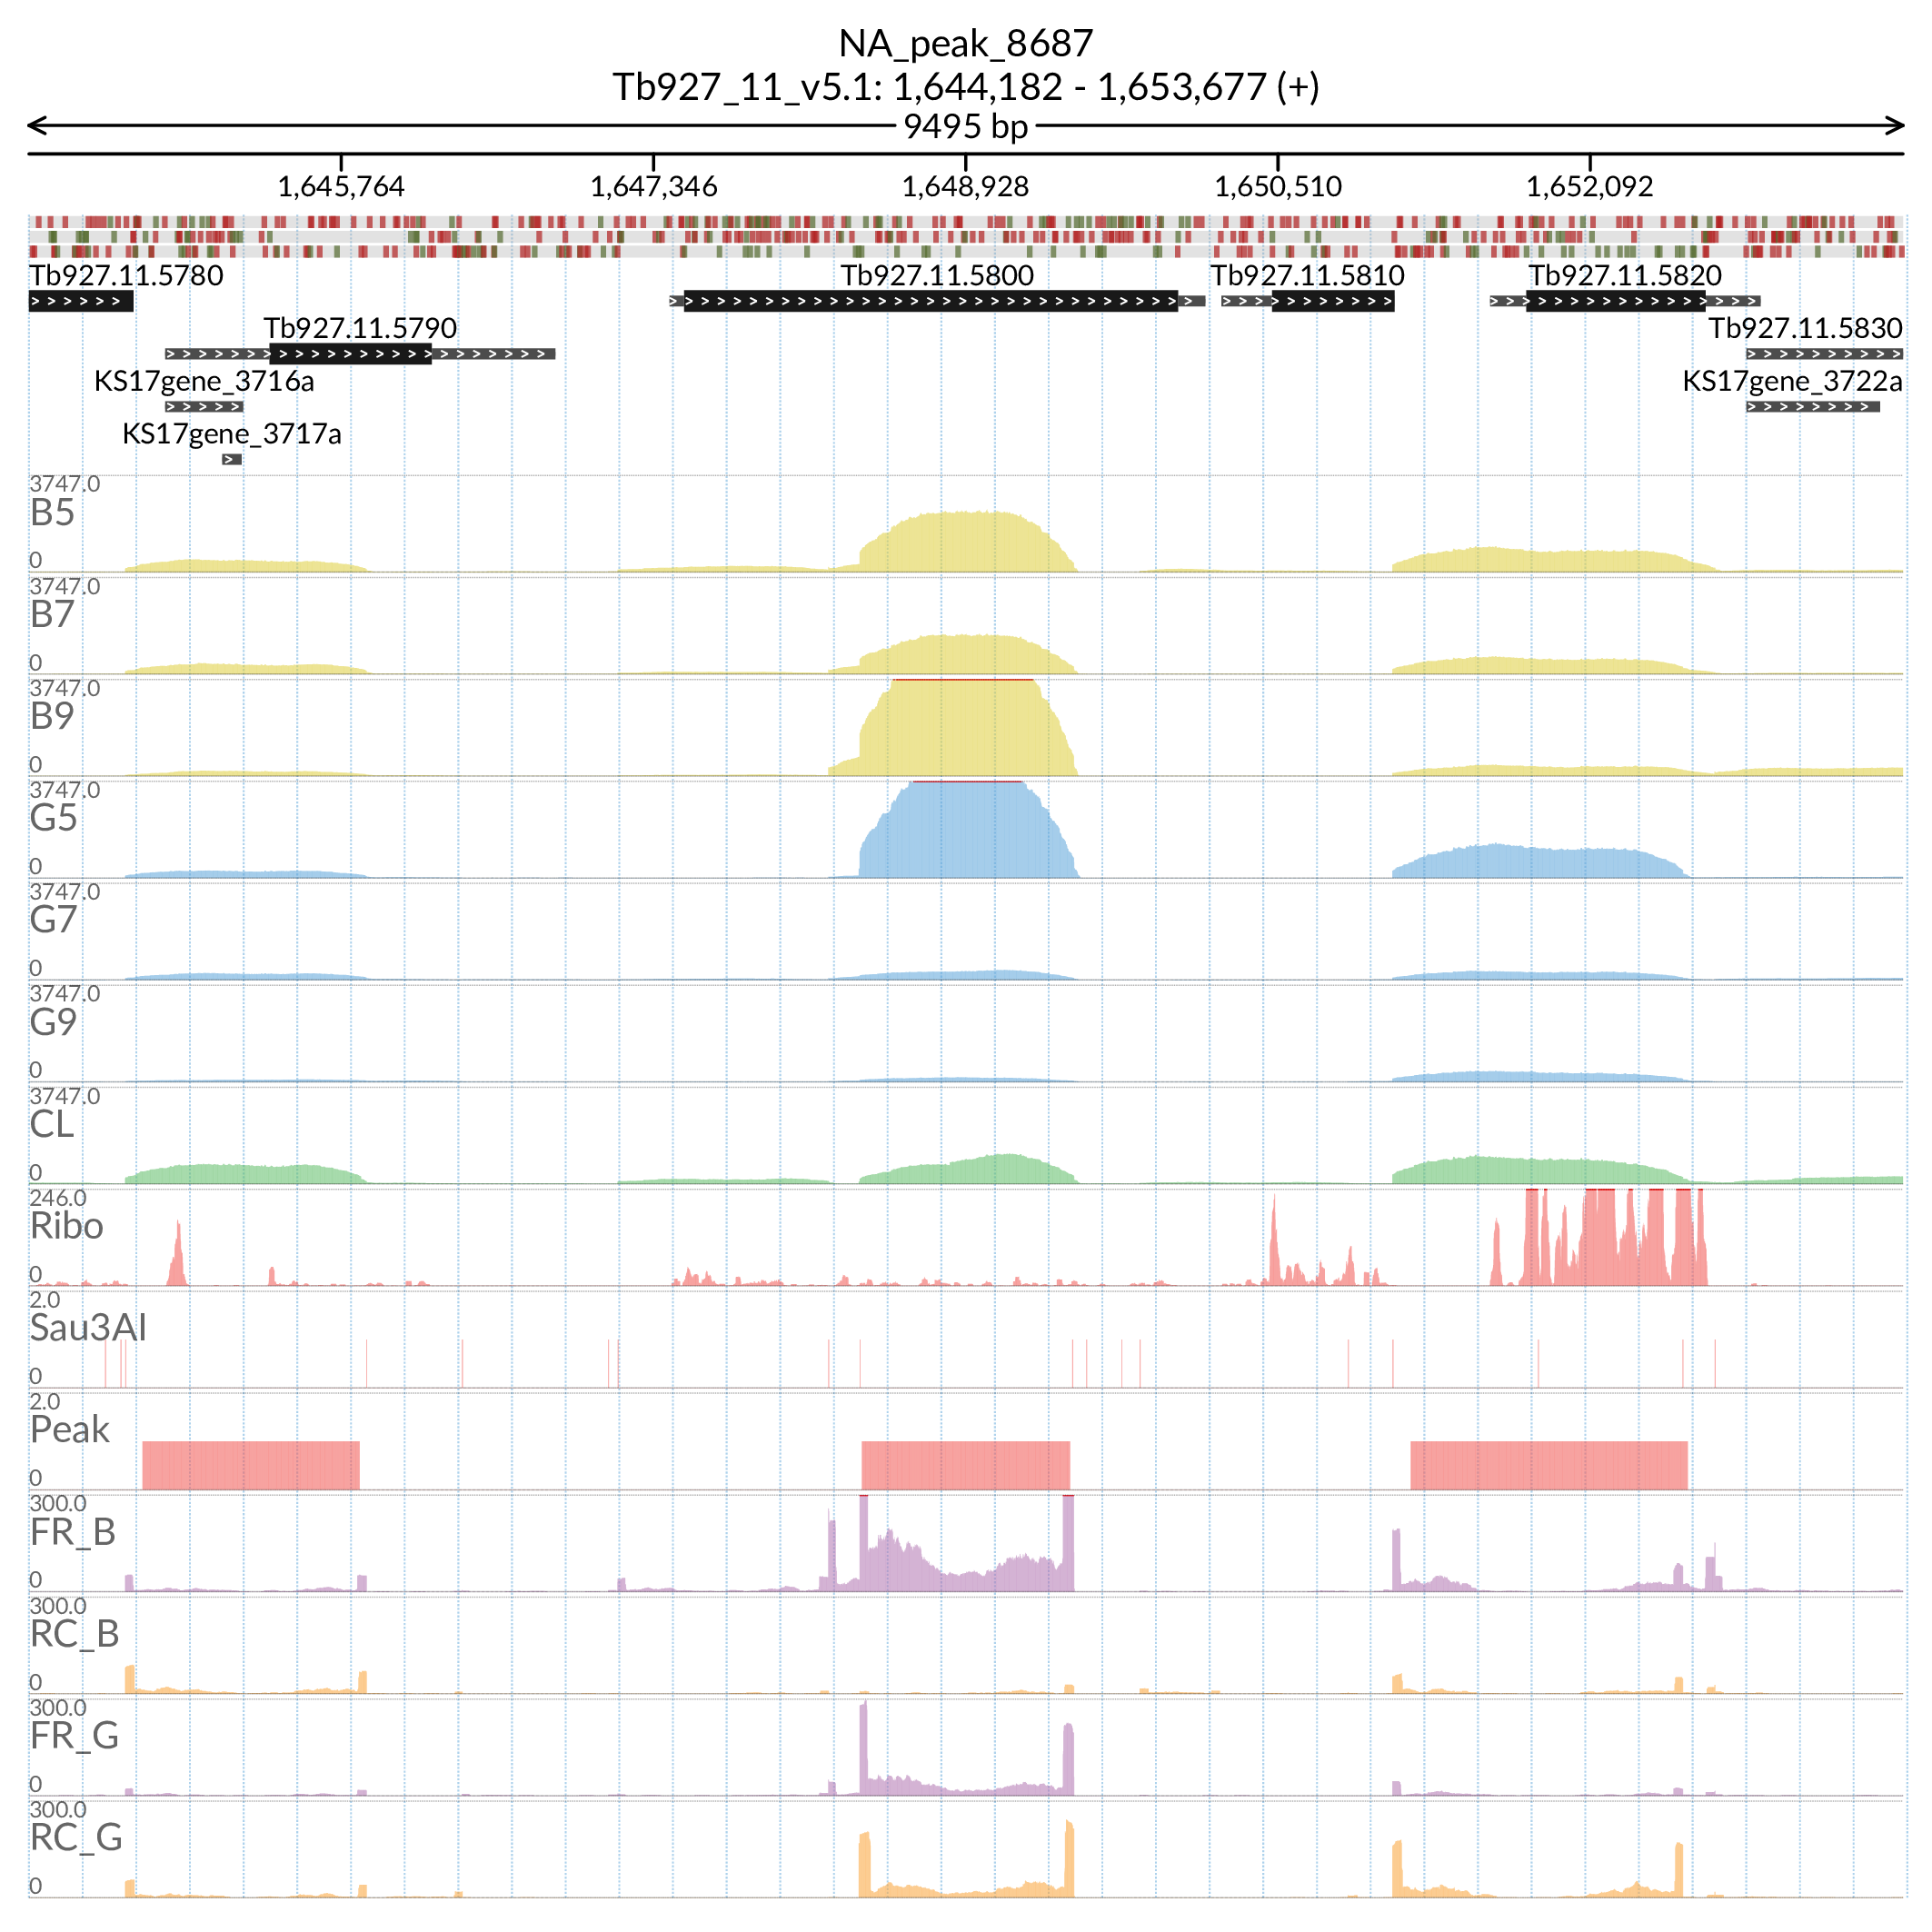 NA_peak_8687
Tb927_11_v5.1: 1,644,182 - 1,653,677 (+)
9495 bp
1,645,764 1,647,346 1,648,928 1,650,510 1,652,092
Tb927.11.5780 Tb927.11.5800 Tb927.11.5810 Tb927.11.5820
Tb927.11.5790 Tb927.11.5830
KS17gene_3716a KS17gene_3722a
KS17gene_3717a
3747.0
B5
0
3747.0
B7
0
3747.0
B9
0
3747.0
G5
0
3747.0
G7
0
3747.0
G9
0
3747.0
CL
0
246.0
Ribo
0
2.0
Sau3AI
0
2.0
Peak
0
300.0
FR_B
0
300.0
RC_B
0
300.0
FR_G
0
300.0
RC_G
0